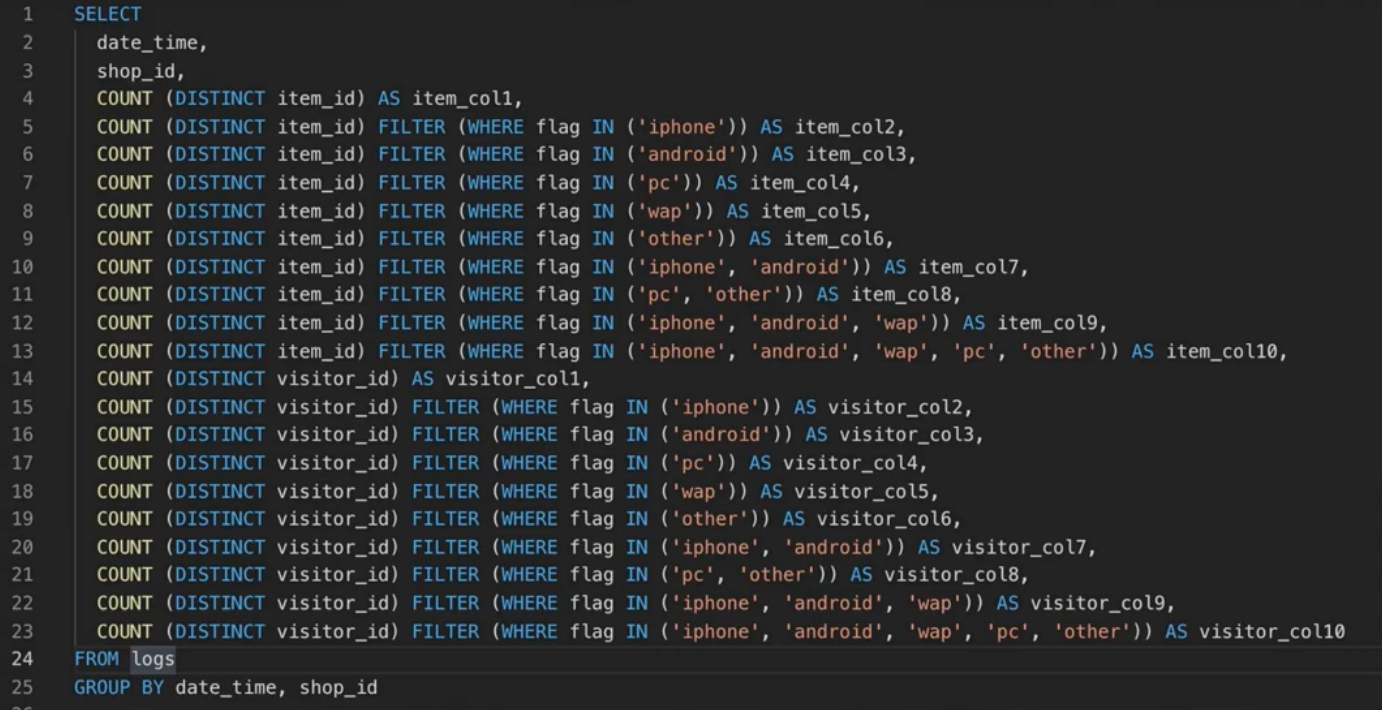 1 SELECT
2 date_time,
3 shop_id,
4 COUNT (DISTINCT item_id) AS item_col1,
5 COUNT (DISTINCT item_id) FILTER (WHERE flag IN ('iphone')) AS item_col2,
6 COUNT (DISTINCT item_id) FILTER (WHERE flag IN ('android')) AS item_col3,
7 COUNT (DISTINCT item_id) FILTER (WHERE flag IN ('pc')) AS item_col4,
8 COUNT (DISTINCT item_id) FILTER (WHERE flag IN ('wap')) AS item_col5,
9 COUNT (DISTINCT item_id) FILTER (WHERE flag IN ('other')) AS item_col6,
10 COUNT (DISTINCT item_id) FILTER (WHERE flag IN ('iphone', 'android')) AS item_col7,
11 COUNT (DISTINCT item_id) FILTER (WHERE flag IN ('pc', 'other')) AS item_col8,
12 COUNT (DISTINCT item_id) FILTER (WHERE flag IN ('iphone', 'android', 'wap')) AS item_col9,
13 COUNT (DISTINCT item_id) FILTER (WHERE flag IN ('iphone', 'android', 'wap', 'pc', 'other')) AS item_col10,
14 COUNT (DISTINCT visitor_id) AS visitor_col1,
15 COUNT (DISTINCT visitor_id) FILTER (WHERE flag IN ('iphone')) AS visitor_col2,
16 COUNT (DISTINCT visitor_id) FILTER (WHERE flag IN ('android')) AS visitor_col3,
17 COUNT (DISTINCT visitor_id) FILTER (WHERE flag IN ('pc')) AS visitor_col4,
18 COUNT (DISTINCT visitor_id) FILTER (WHERE flag IN ('wap')) AS visitor_col5,
19 COUNT (DISTINCT visitor_id) FILTER (WHERE flag IN ('other')) AS visitor_col6,
20 COUNT (DISTINCT visitor_id) FILTER (WHERE flag IN ('iphone', 'android')) AS visitor_col7,
21 COUNT (DISTINCT visitor_id) FILTER (WHERE flag IN ('pc', 'other')) AS visitor_col8,
22 COUNT (DISTINCT visitor_id) FILTER (WHERE flag IN ('iphone', 'android', 'wap')) AS visitor_col9,
23 COUNT (DISTINCT visitor_id) FILTER (WHERE flag IN ('iphone', 'android', 'wap', 'pc', 'other')) AS visitor_col10
24 FROM logs
25 GROUP BY date_time, shop_id